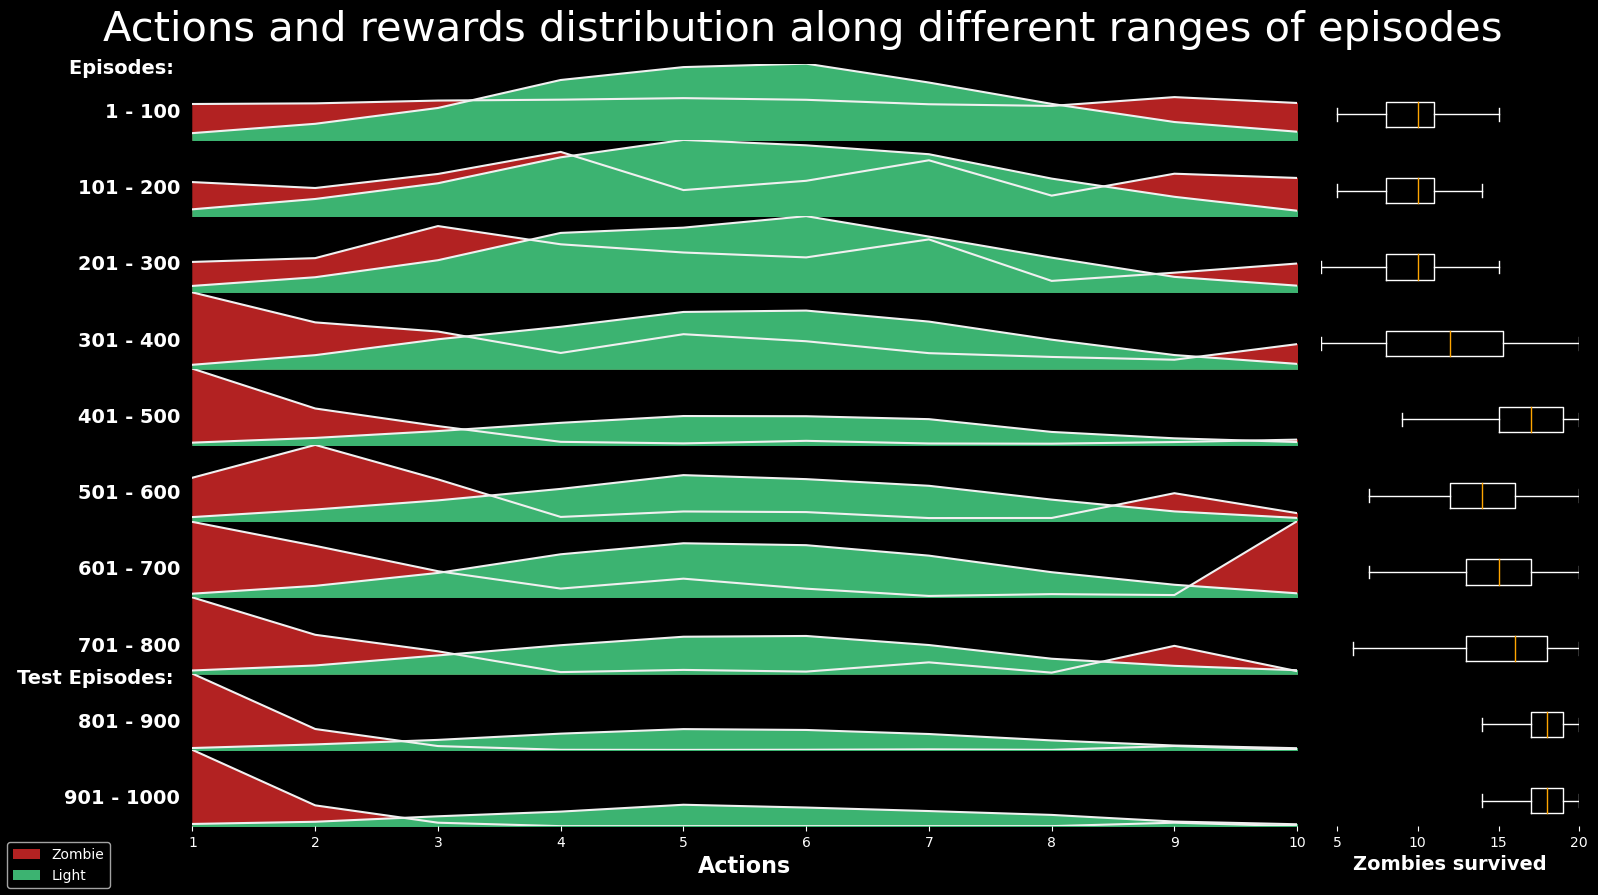 Actions and rewards distribution along different ranges of episodes
Episodes:
1 - 100
101 - 200
201 - 300
301 - 400
401 - 500
501 - 600
601 - 700
701 - 800
Test Episodes:
801 - 900
901 - 1000
1 2 3 4 5 6 7 8 9 10
Actions
5 10 15 20
Zombies survived
Zombie
Light